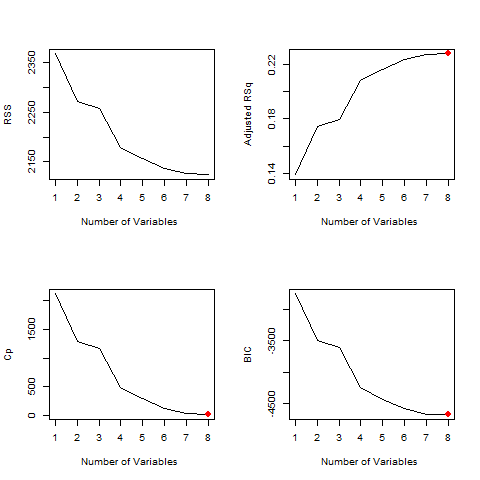 RSS
2150 2250 2350
1 2 3 4 5 6 7 8
Number of Variables
Adjusted RSq
0.14 0.18 0.22
1 2 3 4 5 6 7 8
Number of Variables
Cp
0 500 1500
1 2 3 4 5 6 7 8
Number of Variables
BIC
-4500 -3500
1 2 3 4 5 6 7 8
Number of Variables